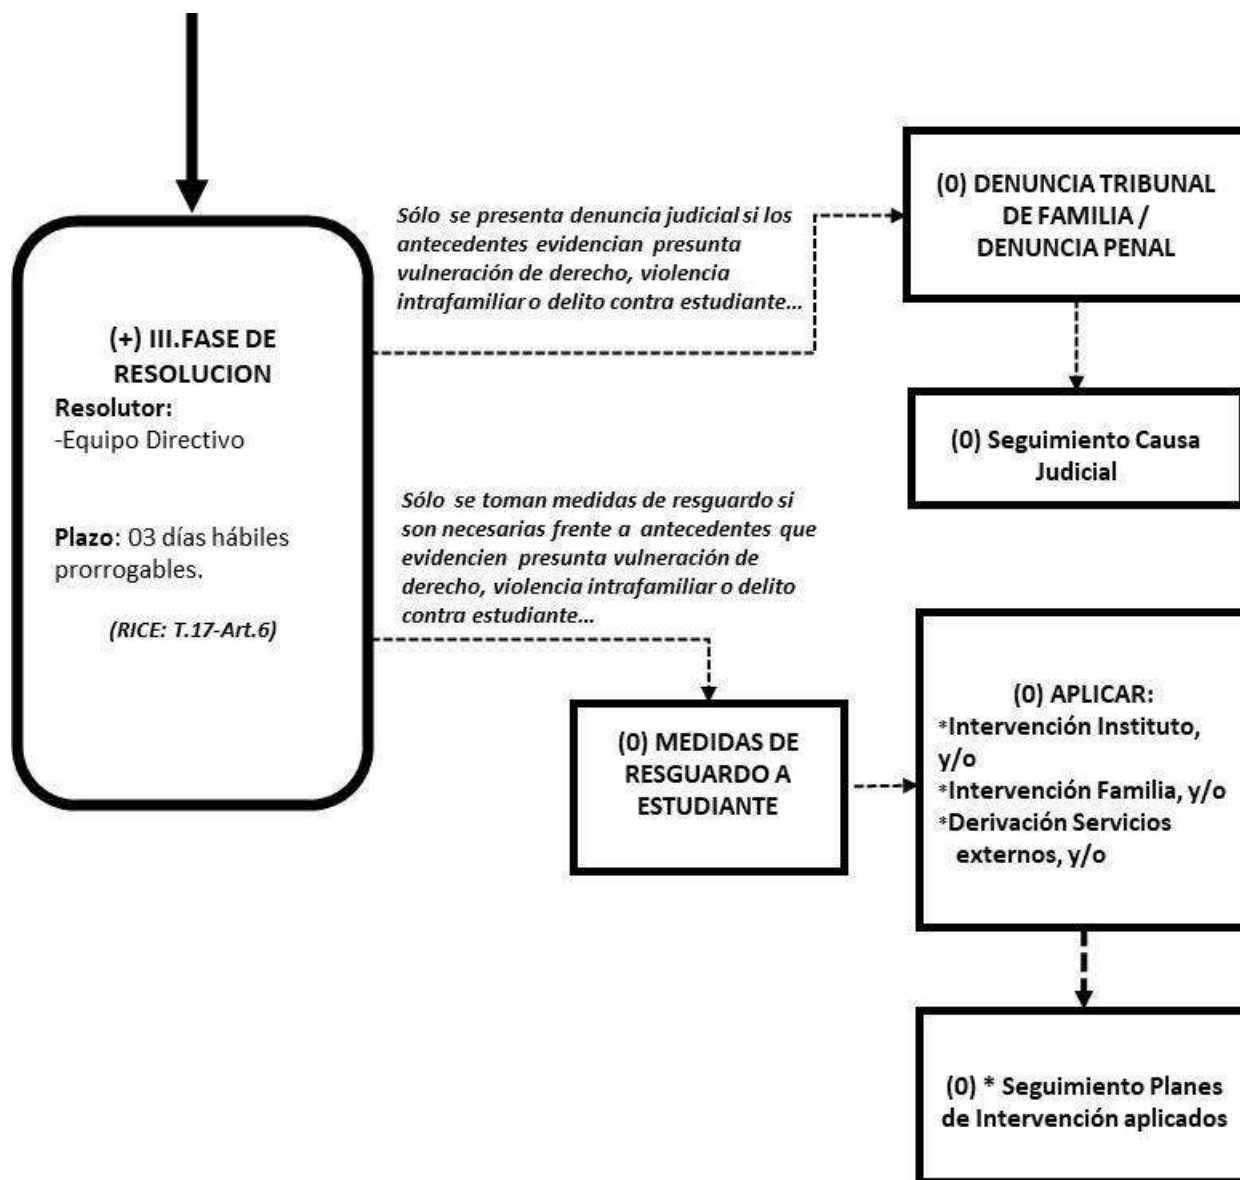 (+) III.FASE DE
RESOLUCION
Resolutor:
-Equipo Directivo
Plazo: 03 días hábiles
prorrogables.
(RICE: T.17-Art.6)
Sólo se presenta denuncia judicial si los
antecedentes evidencian presunta
vulneración de derecho, violencia
intrafamiliar o delito contra estudiante...
(0) DENUNCIA TRIBUNAL
DE FAMILIA /
DENUNCIA PENAL
(0) Seguimiento Causa
Judicial
Sólo se toman medidas de resguardo si
son necesarias frente a antecedentes que
evidencien presunta vulneración de
derecho, violencia intrafamiliar o delito
contra estudiante...
(0) MEDIDAS DE
RESGUARDO A
ESTUDIANTE
(0) APLICAR:
*Intervención Instituto,
y/o
*Intervención Familia, y/o
*Derivación Servicios
externos, y/o
(0) * Seguimiento Planes
de Intervención aplicados